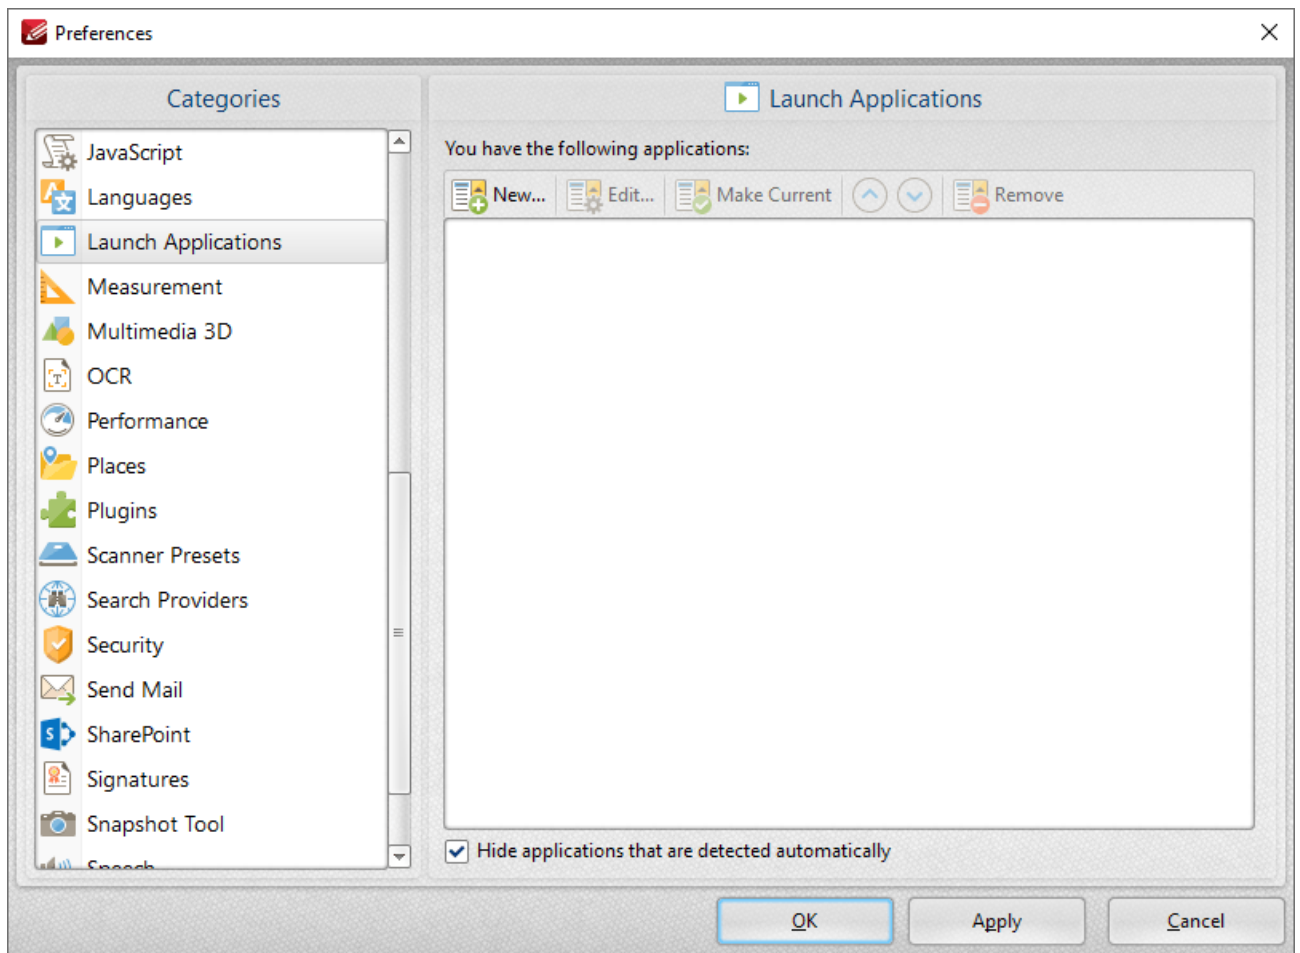 Preferences
Categories
JavaScript
Languages
Launch Applications
Measurement
Multimedia 3D
OCR
Performance
Places
Plugins
Scanner Presets
Search Providers
Security
Send Mail
SharePoint
Signatures
Snapshot Tool
Speech
Launch Applications
You have the following applications:
New... Edit... Make Current Remove
Hide applications that are detected automatically
OK Apply Cancel